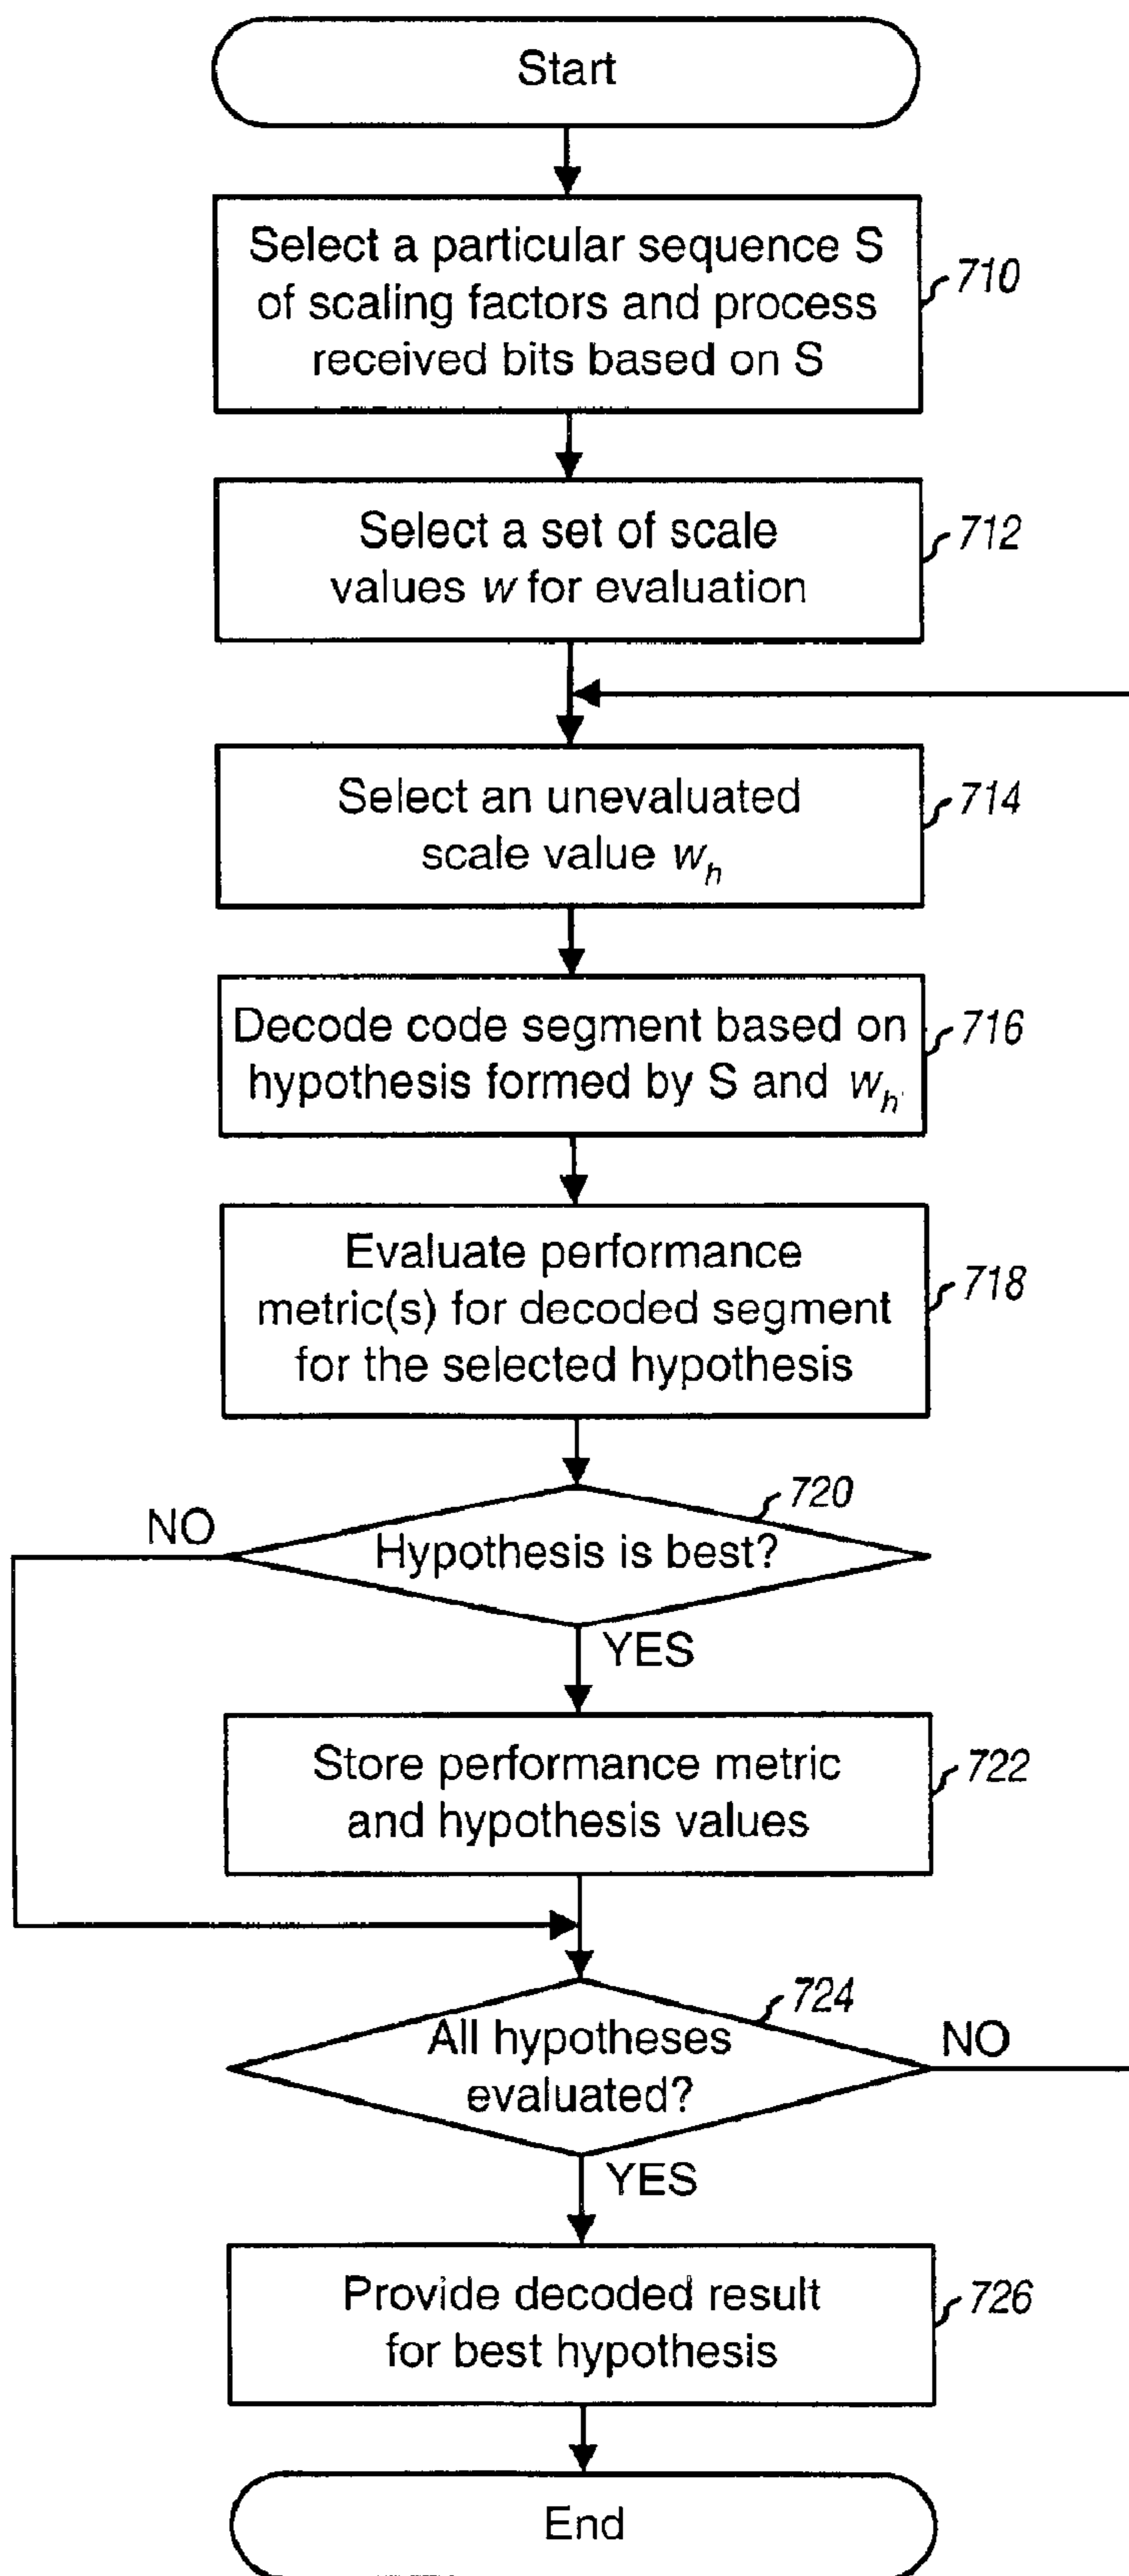 Start
Select a particular sequence S
of scaling factors and process
received bits based on S
710
Select a set of scale
values w for evaluation
712
Select an unevaluated
scale value wh
714
Decode code segment based on
hypothesis formed by S and wh
716
Evaluate performance
metric(s) for decoded segment
for the selected hypothesis
718
720
NO
Hypothesis is best?
YES
Store performance metric
and hypothesis values
722
724
All hypotheses
evaluated?
NO
YES
Provide decoded result
for best hypothesis
726
End